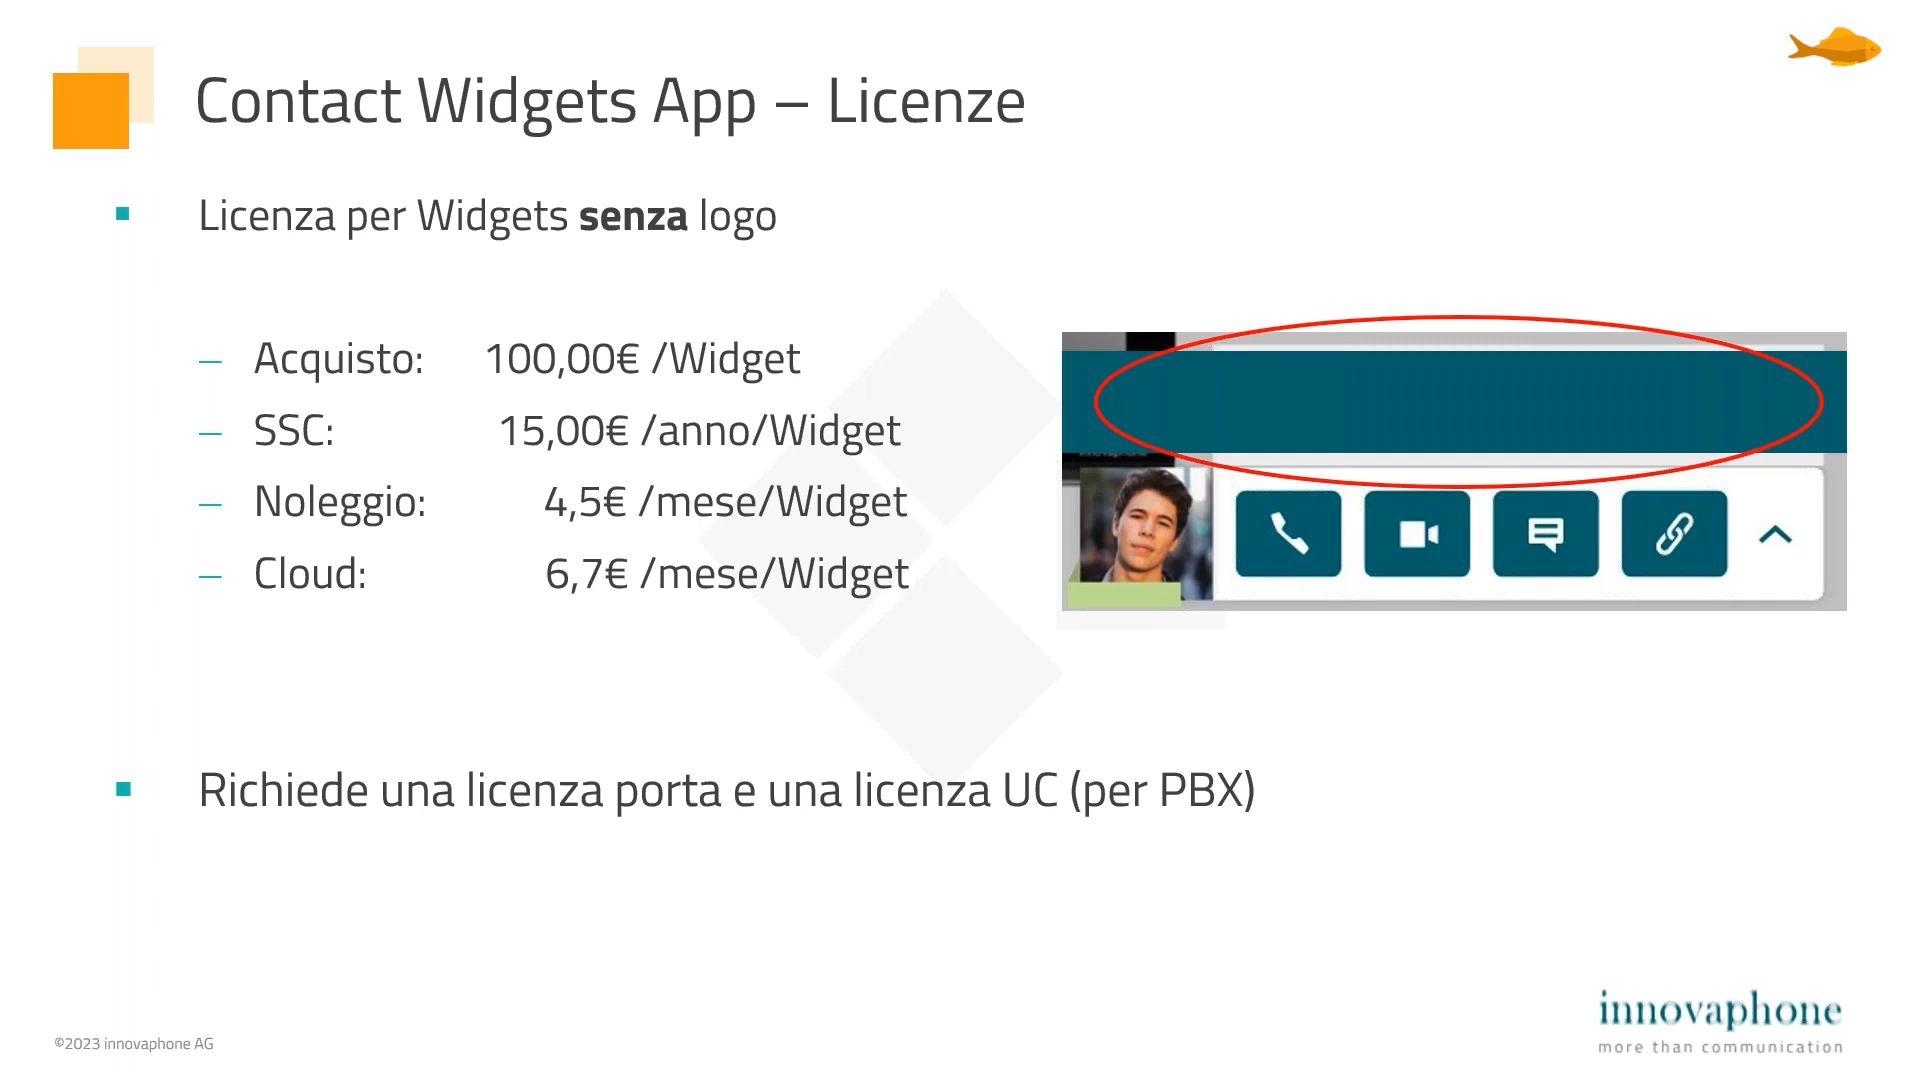 Contact Widgets App – Licenze
Licenza per Widgets senza logo
– Acquisto: 100,00€ /Widget
– SSC: 15,00€ /anno/Widget
– Noleggio: 4,5€ /mese/Widget
– Cloud: 6,7€ /mese/Widget
Richiede una licenza porta e una licenza UC (per PBX)
©2023 innovaphone AG
innovaphone
more than communication